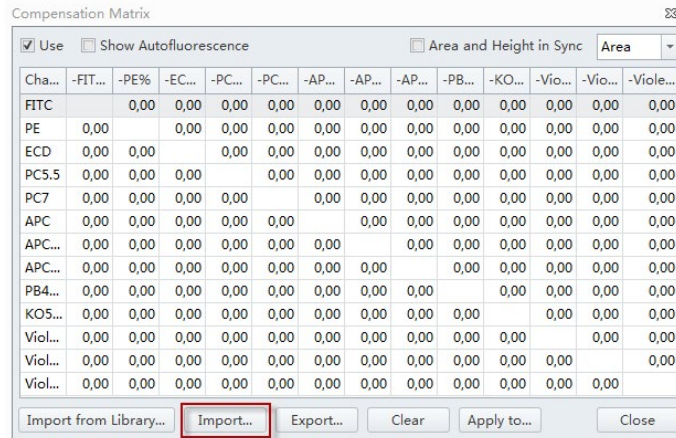 Compensation Matrix
Use Show Autofluorescence Area and Height in Sync Area
Cha... -FIT... -PE% -EC... -PC... -PC... -AP... -AP... -AP... -PB... -KO... -Vio... -Vio... -Viole...
FITC 0,00 0,00 0,00 0,00 0,00 0,00 0,00 0,00 0,00 0,00 0,00 0,00
PE 0,00 0,00 0,00 0,00 0,00 0,00 0,00 0,00 0,00 0,00 0,00 0,00
ECD 0,00 0,00 0,00 0,00 0,00 0,00 0,00 0,00 0,00 0,00 0,00 0,00
PC5.5 0,00 0,00 0,00 0,00 0,00 0,00 0,00 0,00 0,00 0,00 0,00 0,00
PC7 0,00 0,00 0,00 0,00 0,00 0,00 0,00 0,00 0,00 0,00 0,00 0,00
APC 0,00 0,00 0,00 0,00 0,00 0,00 0,00 0,00 0,00 0,00 0,00 0,00
APC... 0,00 0,00 0,00 0,00 0,00 0,00 0,00 0,00 0,00 0,00 0,00 0,00
APC... 0,00 0,00 0,00 0,00 0,00 0,00 0,00 0,00 0,00 0,00 0,00 0,00
PB4... 0,00 0,00 0,00 0,00 0,00 0,00 0,00 0,00 0,00 0,00 0,00 0,00
KO5... 0,00 0,00 0,00 0,00 0,00 0,00 0,00 0,00 0,00 0,00 0,00 0,00
Viol... 0,00 0,00 0,00 0,00 0,00 0,00 0,00 0,00 0,00 0,00 0,00 0,00
Viol... 0,00 0,00 0,00 0,00 0,00 0,00 0,00 0,00 0,00 0,00 0,00 0,00
Viol... 0,00 0,00 0,00 0,00 0,00 0,00 0,00 0,00 0,00 0,00 0,00 0,00
Import from Library... Import... Export... Clear Apply to... Close